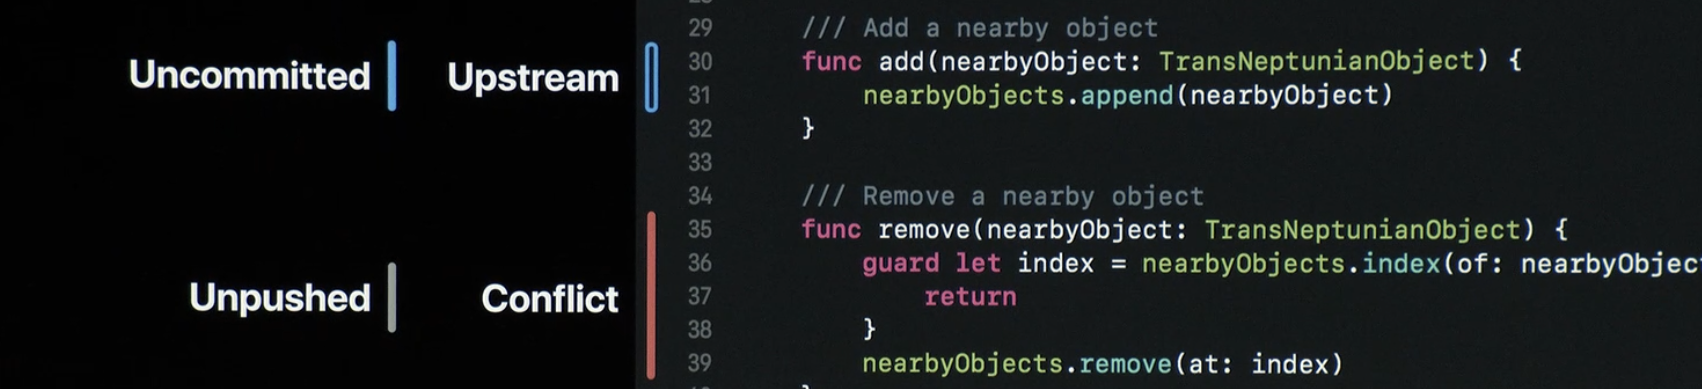 Uncommitted
Upstream
Unpushed
Conflict
29 /// Add a nearby object
30 func add(nearbyObject: TransNeptunianObject) {
31 nearbyObjects.append(nearbyObject)
32 }
33
34 /// Remove a nearby object
35 func remove(nearbyObject: TransNeptunianObject) {
36 guard let index = nearbyObjects.index(of: nearbyObjec
37 return
38 }
39 nearbyObjects.remove(at: index)